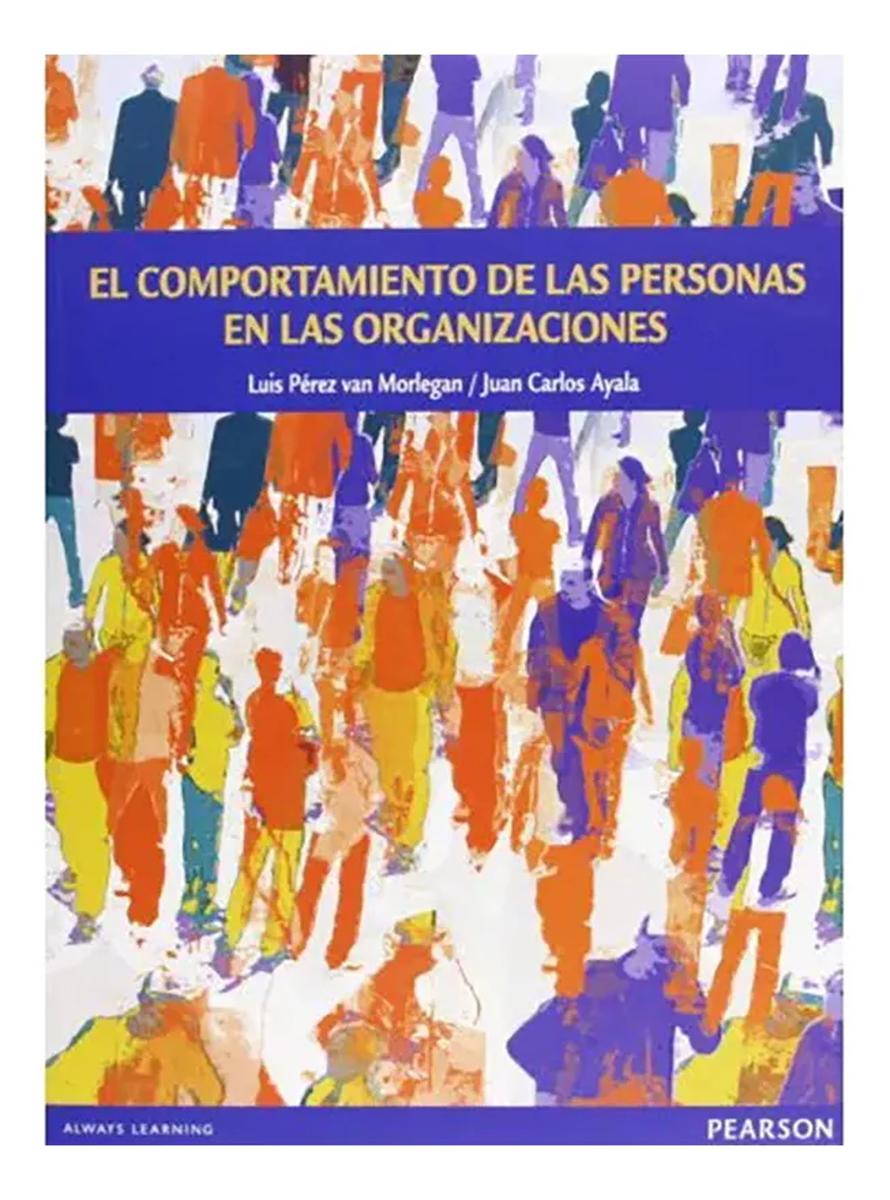 EL COMPORTAMIENTO DE LAS PERSONAS
EN LAS ORGANIZACIONES
Luis Pérez van Morlegan / Juan Carlos Ayala
ALWAYS LEARNING
PEARSON